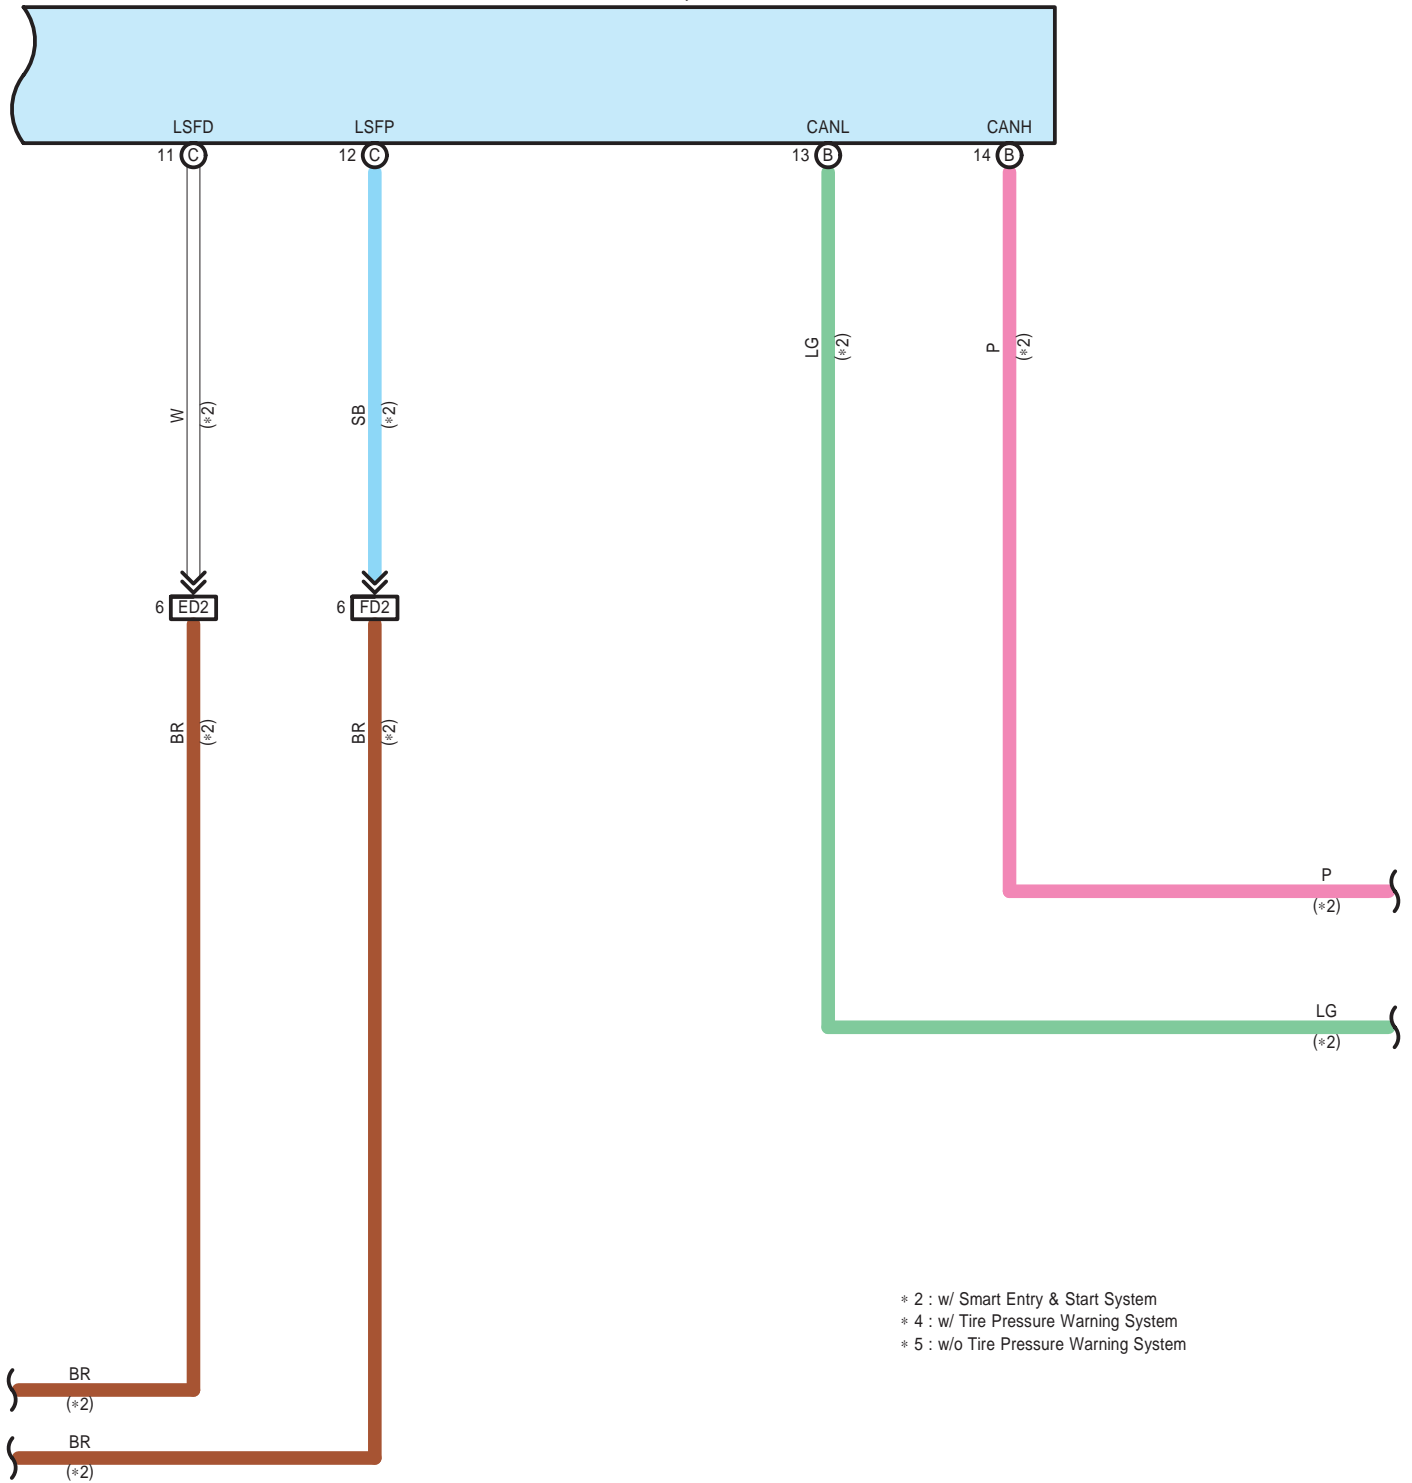 LSFD LSFP CANL CANH
11 C 12 C 13 B 14 B
LG (*2) P (*2)
W (*2) SB (*2)
6 ED2 6 FD2
BR (*2) BR (*2)
P
(*2)
LG
(*2)
* 2 : w/ Smart Entry & Start System
* 4 : w/ Tire Pressure Warning System
* 5 : w/o Tire Pressure Warning System
BR
(*2)
BR
(*2)